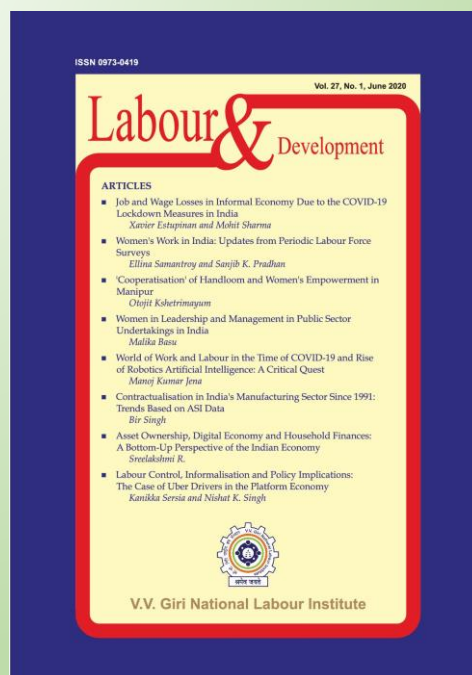 ISSN 0973-0419
Vol. 27, No. 1, June 2020
Labour & Development
ARTICLES
■ Job and Wage Losses in Informal Economy Due to the COVID-19
Lockdown Measures in India
Xavier Estupinan and Mohit Sharma
■ Women's Work in India: Updates from Periodic Labour Force
Surveys
Ellina Samantroy and Sanjib K. Pradhan
■ 'Cooperatisation' of Handloom and Women's Empowerment in
Manipur
Otojit Kshetrimayum
■ Women in Leadership and Management in Public Sector
Undertakings in India
Malika Basu
■ World of Work and Labour in the Time of COVID-19 and Rise
of Robotics Artificial Intelligence: A Critical Quest
Manoj Kumar Jena
■ Contractualisation in India's Manufacturing Sector Since 1991:
Trends Based on ASI Data
Bir Singh
■ Asset Ownership, Digital Economy and Household Finances:
A Bottom-Up Perspective of the Indian Economy
Sreelakshmi R.
■ Labour Control, Informalisation and Policy Implications:
The Case of Uber Drivers in the Platform Economy
Kanikka Sersia and Nishat K. Singh
श्रमेव जयते
V.V. Giri National Labour Institute